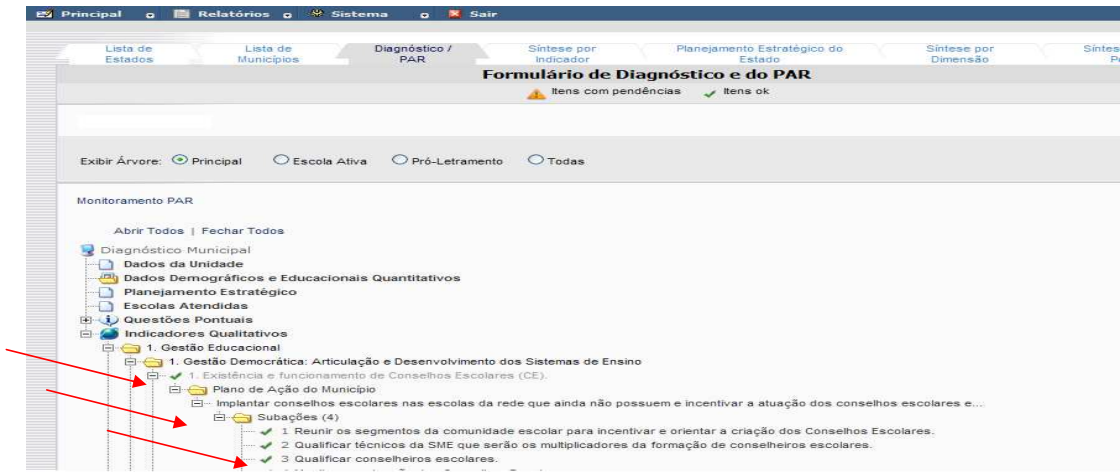 Principal Relatórios Sistema Sair
Lista de Estados Lista de Municípios Diagnóstico / PAR Síntese por Indicador Planejamento Estratégico do Estado Síntese por Dimensão
Formulário de Diagnóstico e do PAR
Itens com pendências Itens ok
Exibir Árvore: Principal Escola Ativa Pró-Letramento Todas
Monitoramento PAR
Abrir Todos | Fechar Todos
Diagnóstico Municipal
Dados da Unidade
Dados Demográficos e Educacionais Quantitativos
Planejamento Estratégico
Escolas Atendidas
Questões Pontuais
Indicadores Qualitativos
1. Gestão Educacional
1. Gestão Democrática: Articulação e Desenvolvimento dos Sistemas de Ensino
1. Existência e funcionamento de Conselhos Escolares (CE).
Plano de Ação do Município
Implantar conselhos escolares nas escolas da rede que ainda não possuem e incentivar a atuação dos conselhos escolares e...
Subações (4)
1 Reunir os segmentos da comunidade escolar para incentivar e orientar a criação dos Conselhos Escolares.
2 Qualificar técnicos da SME que serão os multiplicadores da formação de conselheiros escolares.
3 Qualificar conselheiros escolares.